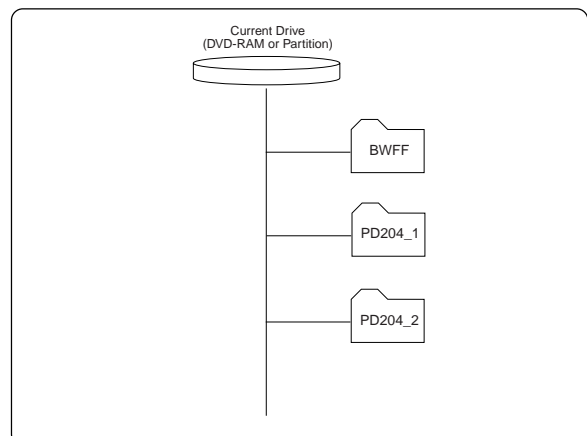 Current Drive
(DVD-RAM or Partition)
BWFF
PD204_1
PD204_2